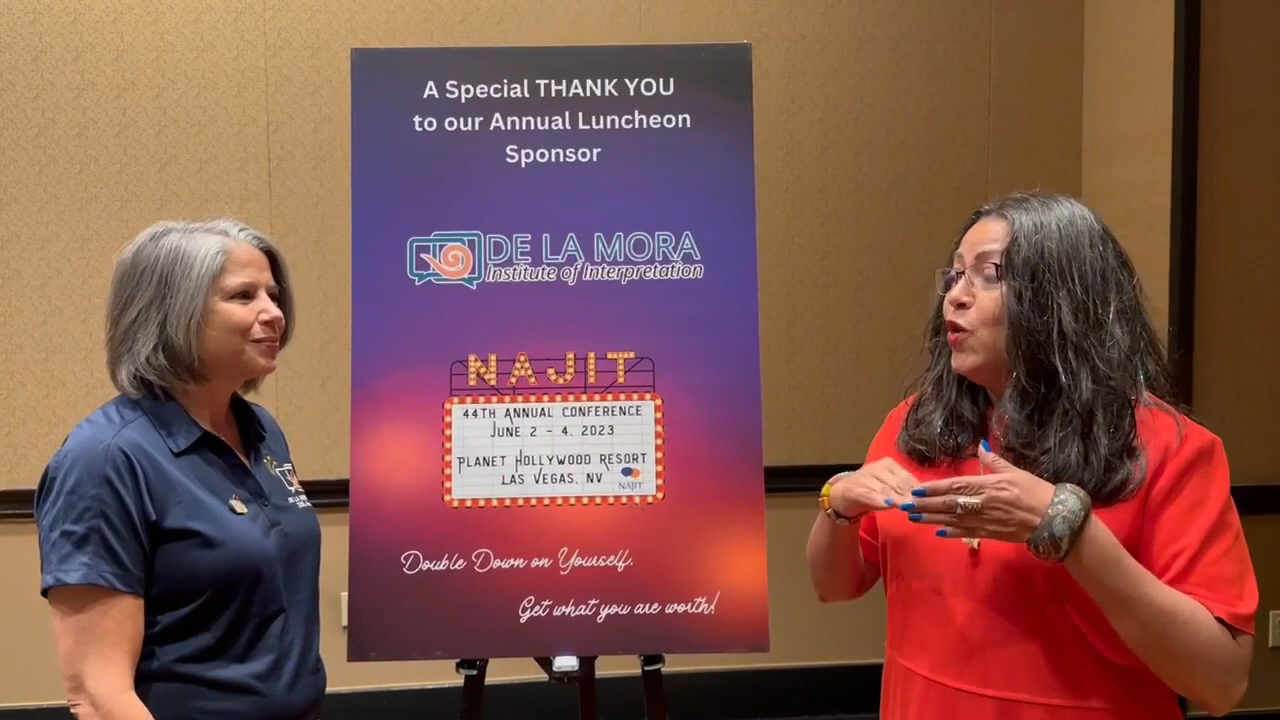 A Special THANK YOU
to our Annual Luncheon
Sponsor
DE LA MORA
Institute of Interpretation
NAJIT
44TH ANNUAL CONFERENCE
JUNE 2 - 4, 2023
PLANET HOLLYWOOD RESORT
LAS VEGAS, NV
NAJIT
Double Down on Yourself.
Get what you are worth!